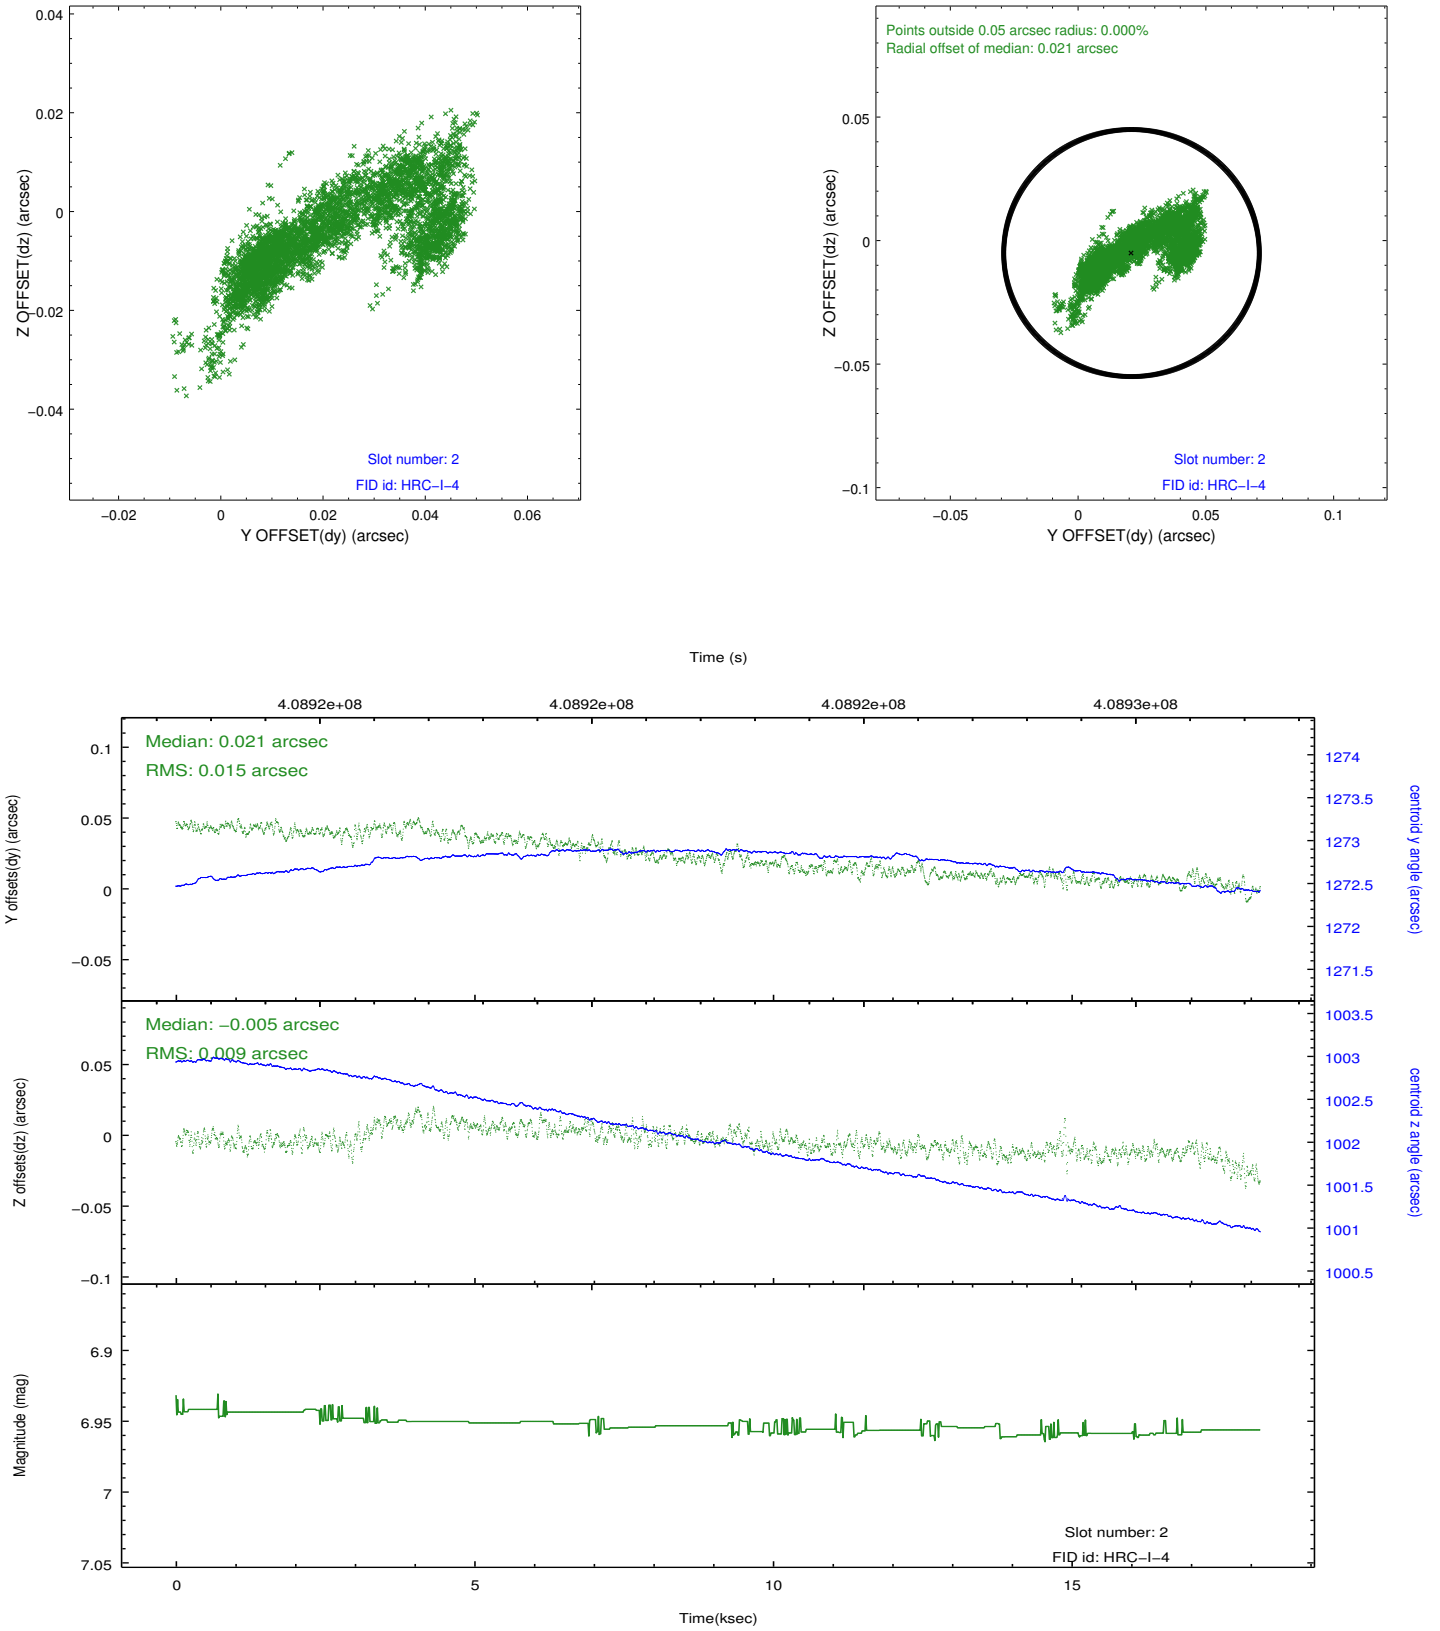 0.04
0.02
0
−0.02
−0.04
Z OFFSET(dz) (arcsec)
Slot number: 2
FID id: HRC−I−4
−0.02 0 0.02 0.04 0.06
Y OFFSET(dy) (arcsec)
Points outside 0.05 arcsec radius: 0.000%
Radial offset of median: 0.021 arcsec
0.05
0
−0.05
−0.1
Z OFFSET(dz) (arcsec)
Slot number: 2
FID id: HRC−I−4
−0.05 0 0.05 0.1
Y OFFSET(dy) (arcsec)
Time (s)
4.0892e+08 4.0892e+08 4.0892e+08 4.0893e+08
Median: 0.021 arcsec
RMS: 0.015 arcsec
0.1
0.05
0
−0.05
Y offsets(dy) (arcsec)
1274
1273.5
1273
1272.5
1272
1271.5
centroid y angle (arcsec)
Median: −0.005 arcsec
RMS: 0.009 arcsec
0.05
0
−0.05
−0.1
Z offsets(dz) (arcsec)
1003.5
1003
1002.5
1002
1001.5
1001
1000.5
centroid z angle (arcsec)
6.9
6.95
7
7.05
Magnitude (mag)
Slot number: 2
FID id: HRC−I−4
0 5 10 15
Time(ksec)